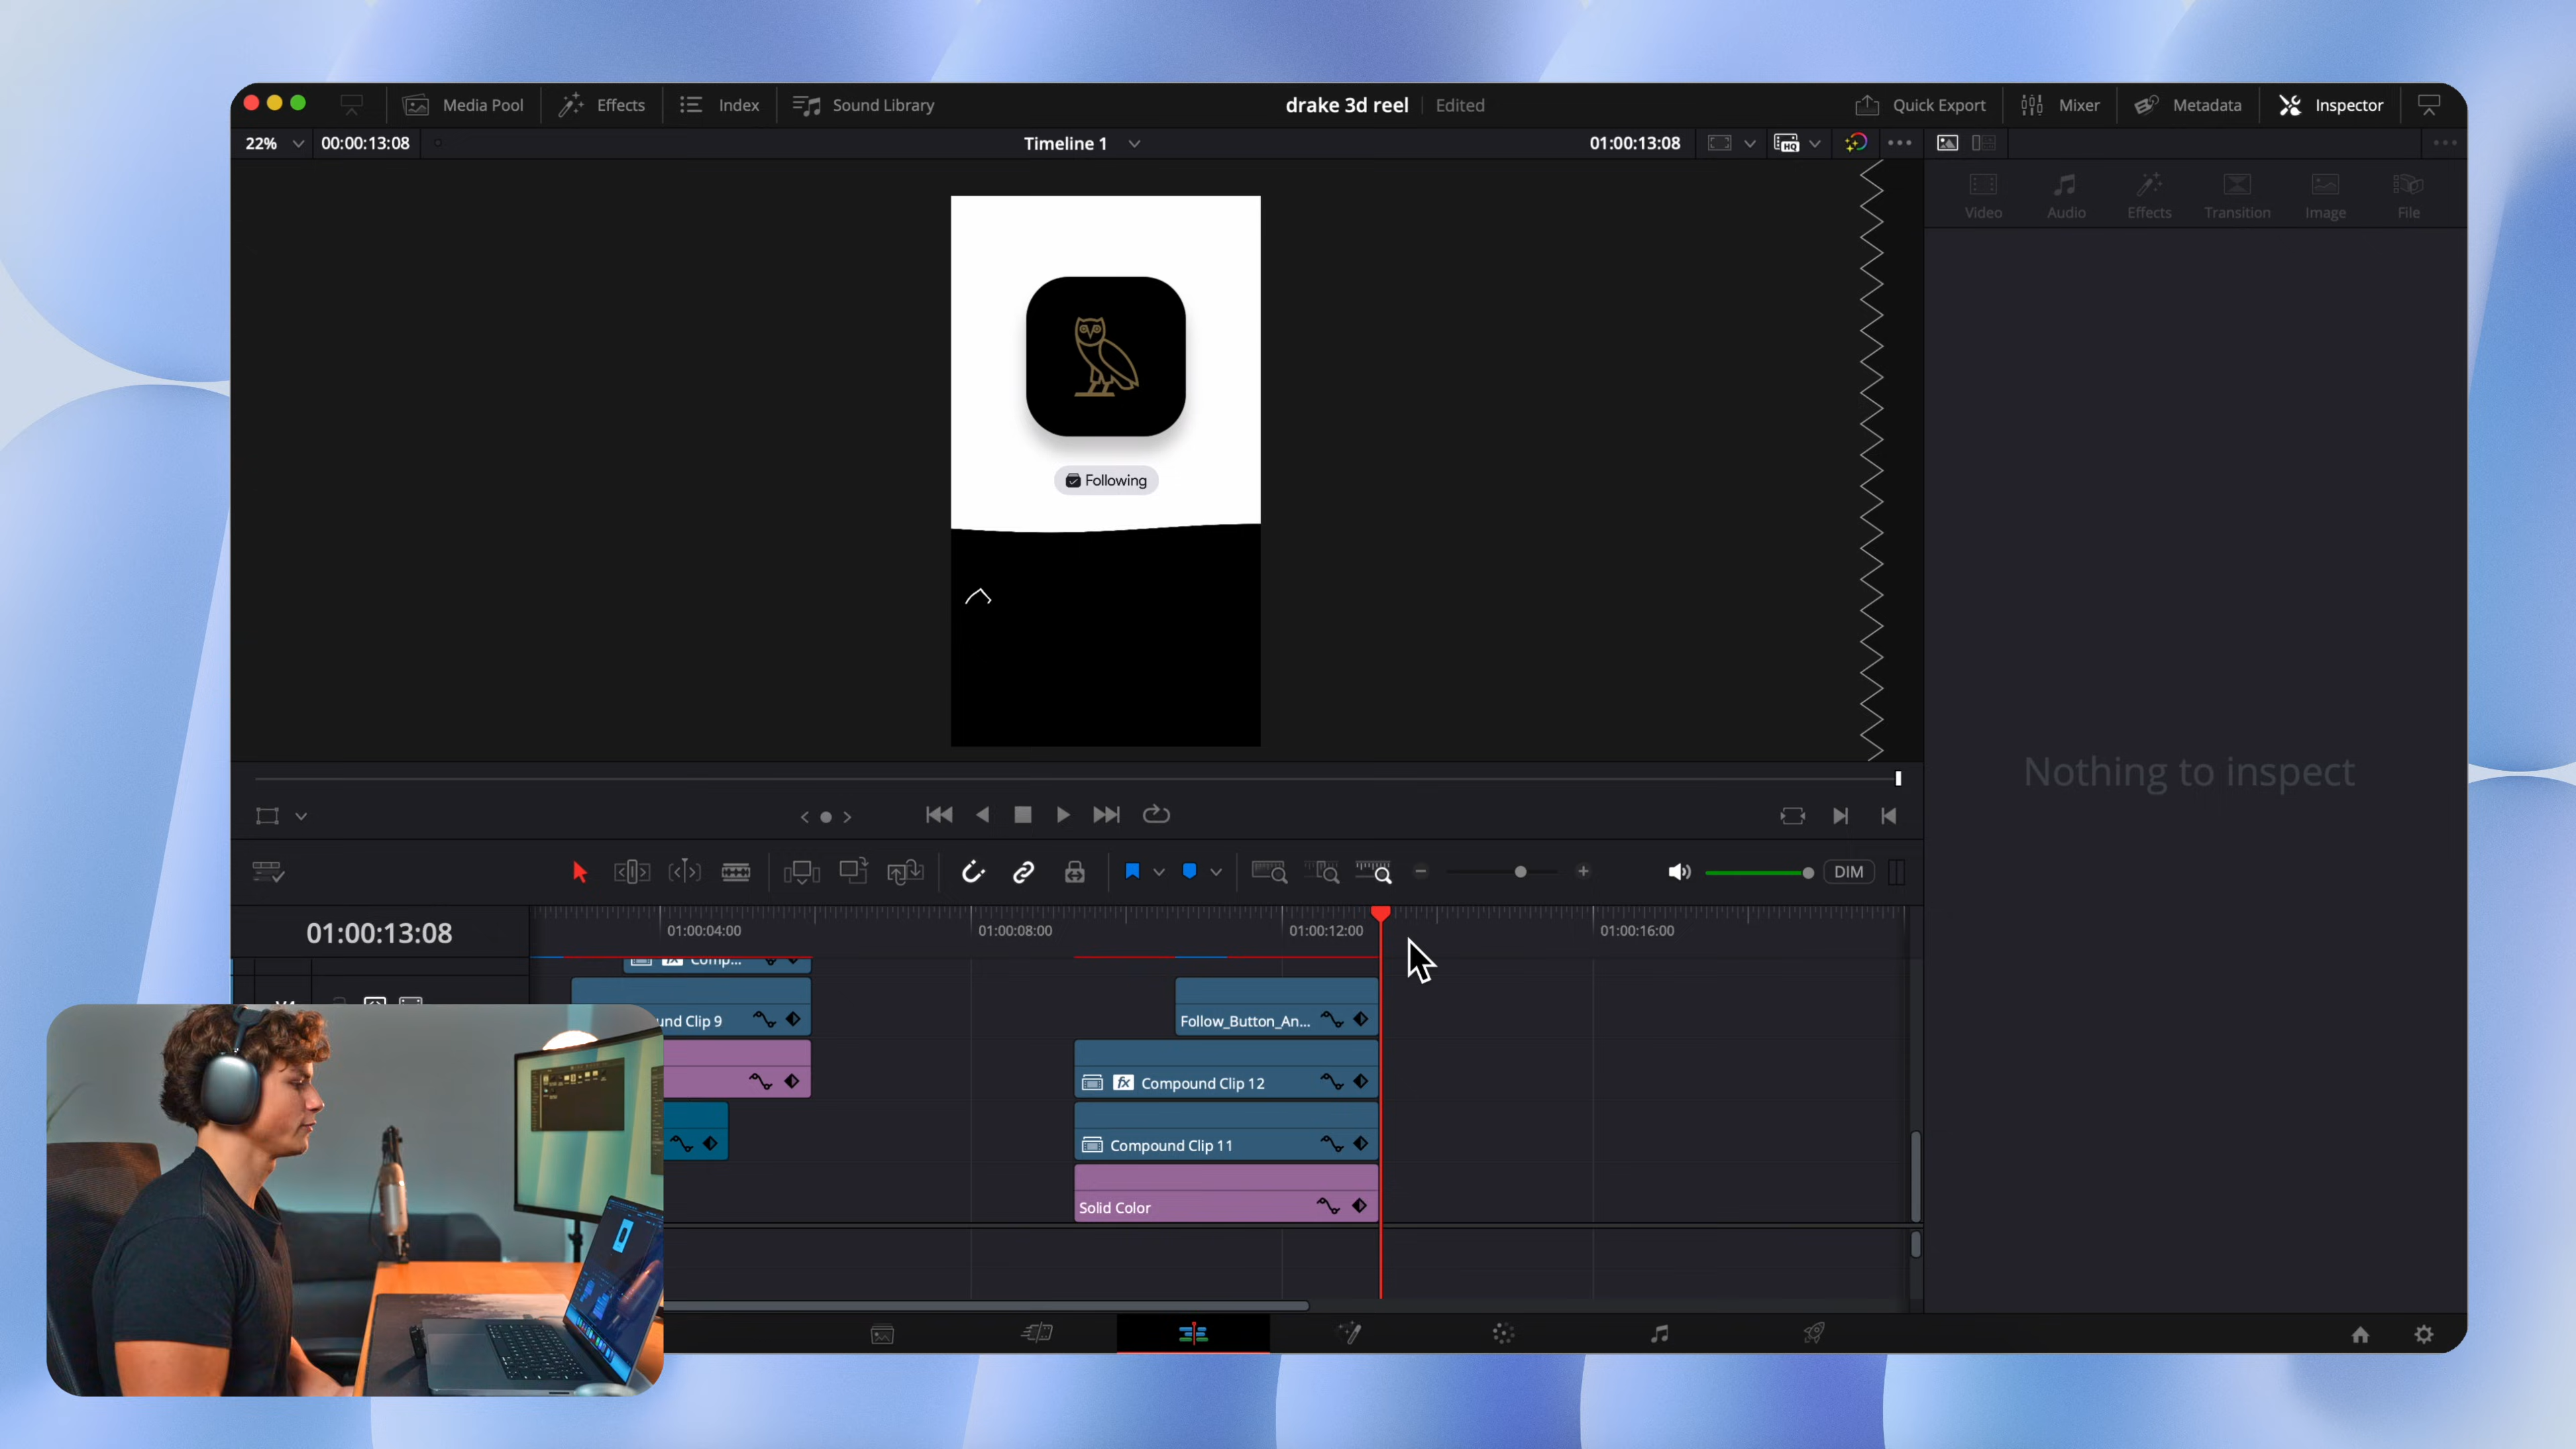 Media Pool Effects Index Sound Library drake 3d reel Edited Quick Export Mixer Metadata Inspector
22% 00:00:13:08 Timeline 1 01:00:13:08 HQ
Video Audio Effects Transition Image File
Following
Nothing to inspect
DIM
01:00:13:08 01:00:04:00 01:00:08:00 01:00:12:00 01:00:16:00
Comp...
und Clip 9 Follow_Button_An...
fx Compound Clip 12
Compound Clip 11
Solid Color